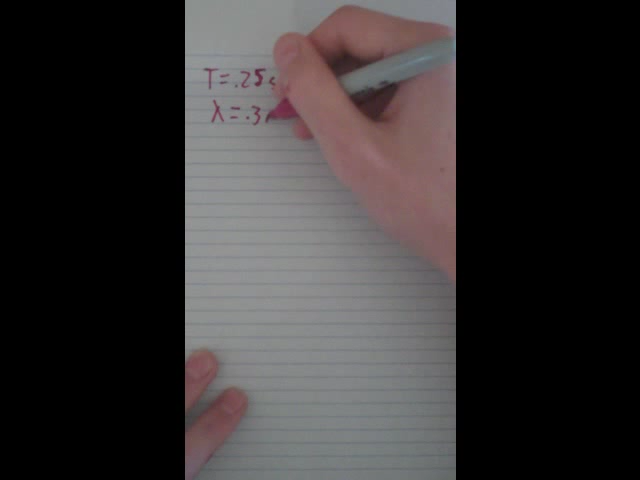 T = .25 s
λ = .3